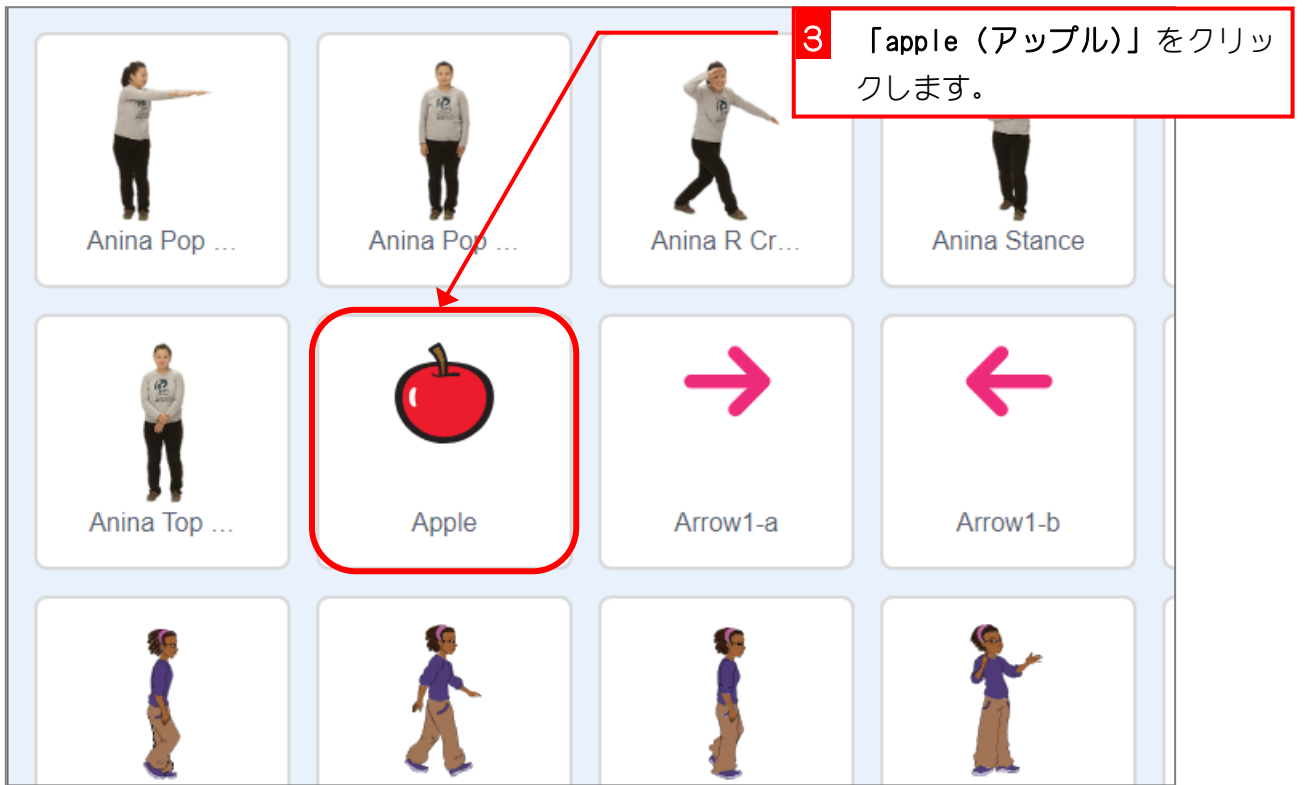 3 「apple（アップル）」をクリッ
クします。
Anina Pop ...
Anina Pop ...
Anina R Cr...
Anina Stance
Anina Top ...
Apple
Arrow1-a
Arrow1-b